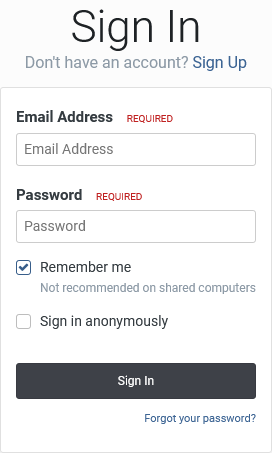 Sign In
Don't have an account? Sign Up
Email Address REQUIRED
Email Address
Password REQUIRED
Password
Remember me
Not recommended on shared computers
Sign in anonymously
Sign In
Forgot your password?